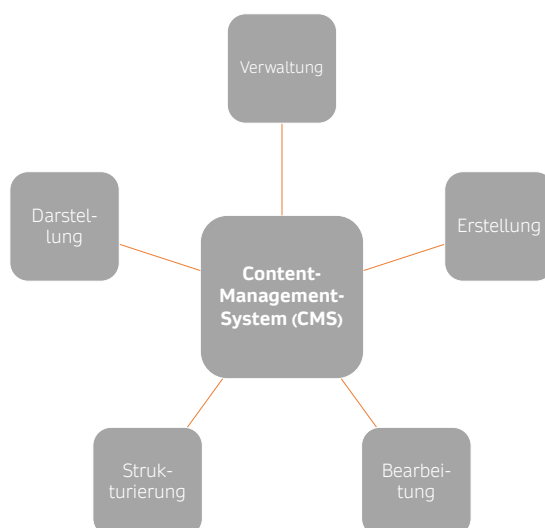 Verwaltung
Darstel-
lung
Erstellung
Content-
Management-
System (CMS)
Struk-
turierung
Bearbei-
tung